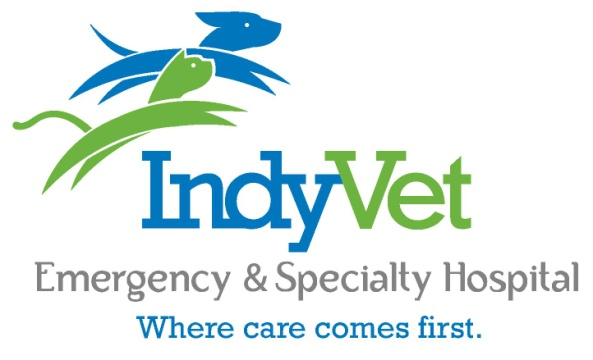 IndyVet
Emergency & Specialty Hospital
Where care comes first.